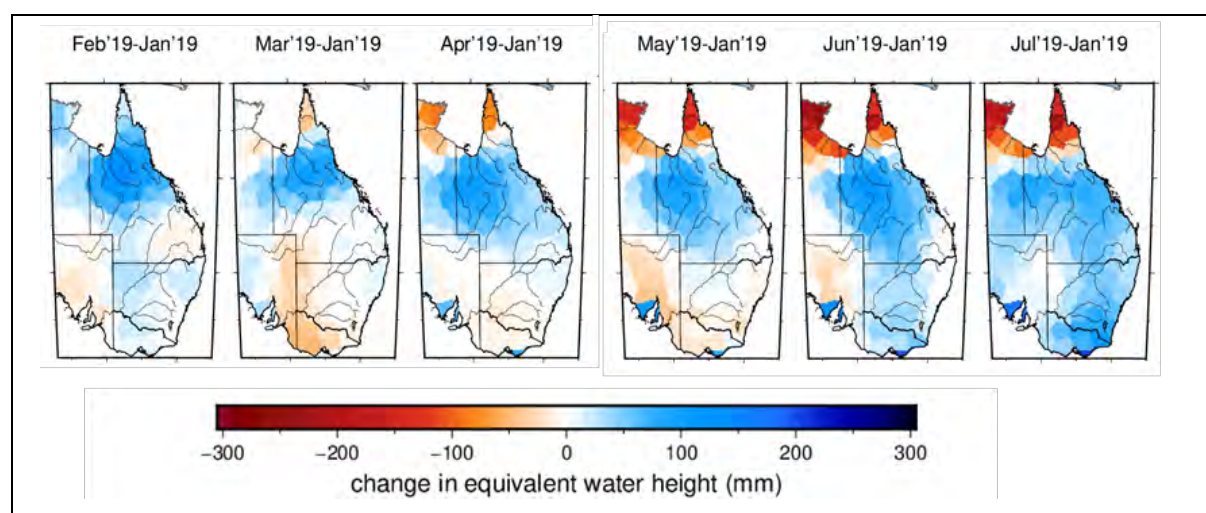 Feb'19-Jan'19 Mar'19-Jan'19 Apr'19-Jan'19 May'19-Jan'19 Jun'19-Jan'19 Jul'19-Jan'19
−300 −200 −100 0 100 200 300
change in equivalent water height (mm)